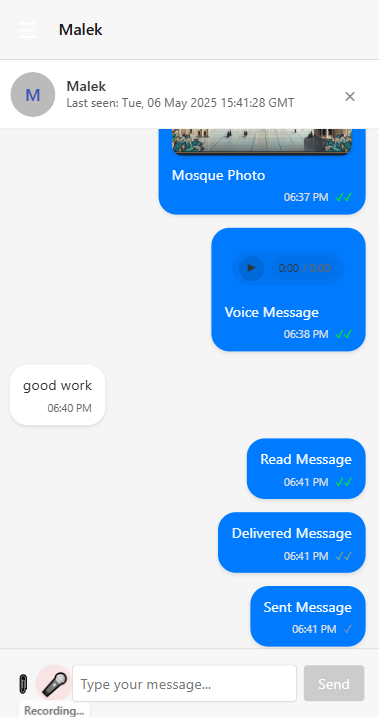 Malek
M
Malek
Last seen: Tue, 06 May 2025 15:41:28 GMT
×
Mosque Photo
06:37 PM ✓✓
0:00 / 0:00
Voice Message
06:38 PM ✓✓
good work
06:40 PM
Read Message
06:41 PM ✓✓
Delivered Message
06:41 PM ✓✓
Sent Message
06:41 PM ✓
Type your message...
Send
Recording...